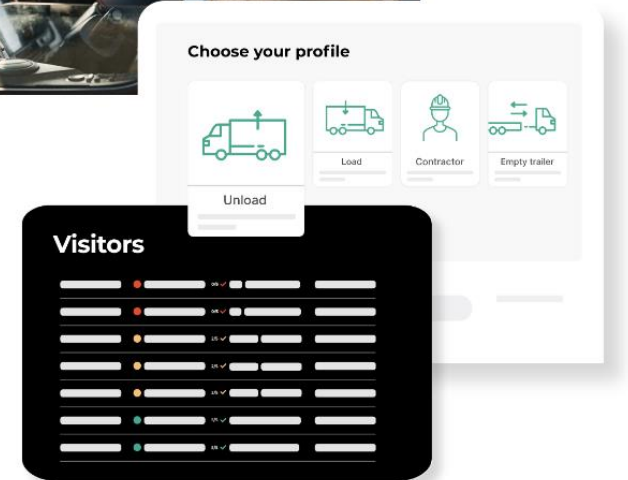 Choose your profile
Unload
Load
Contractor
Empty trailer
Visitors